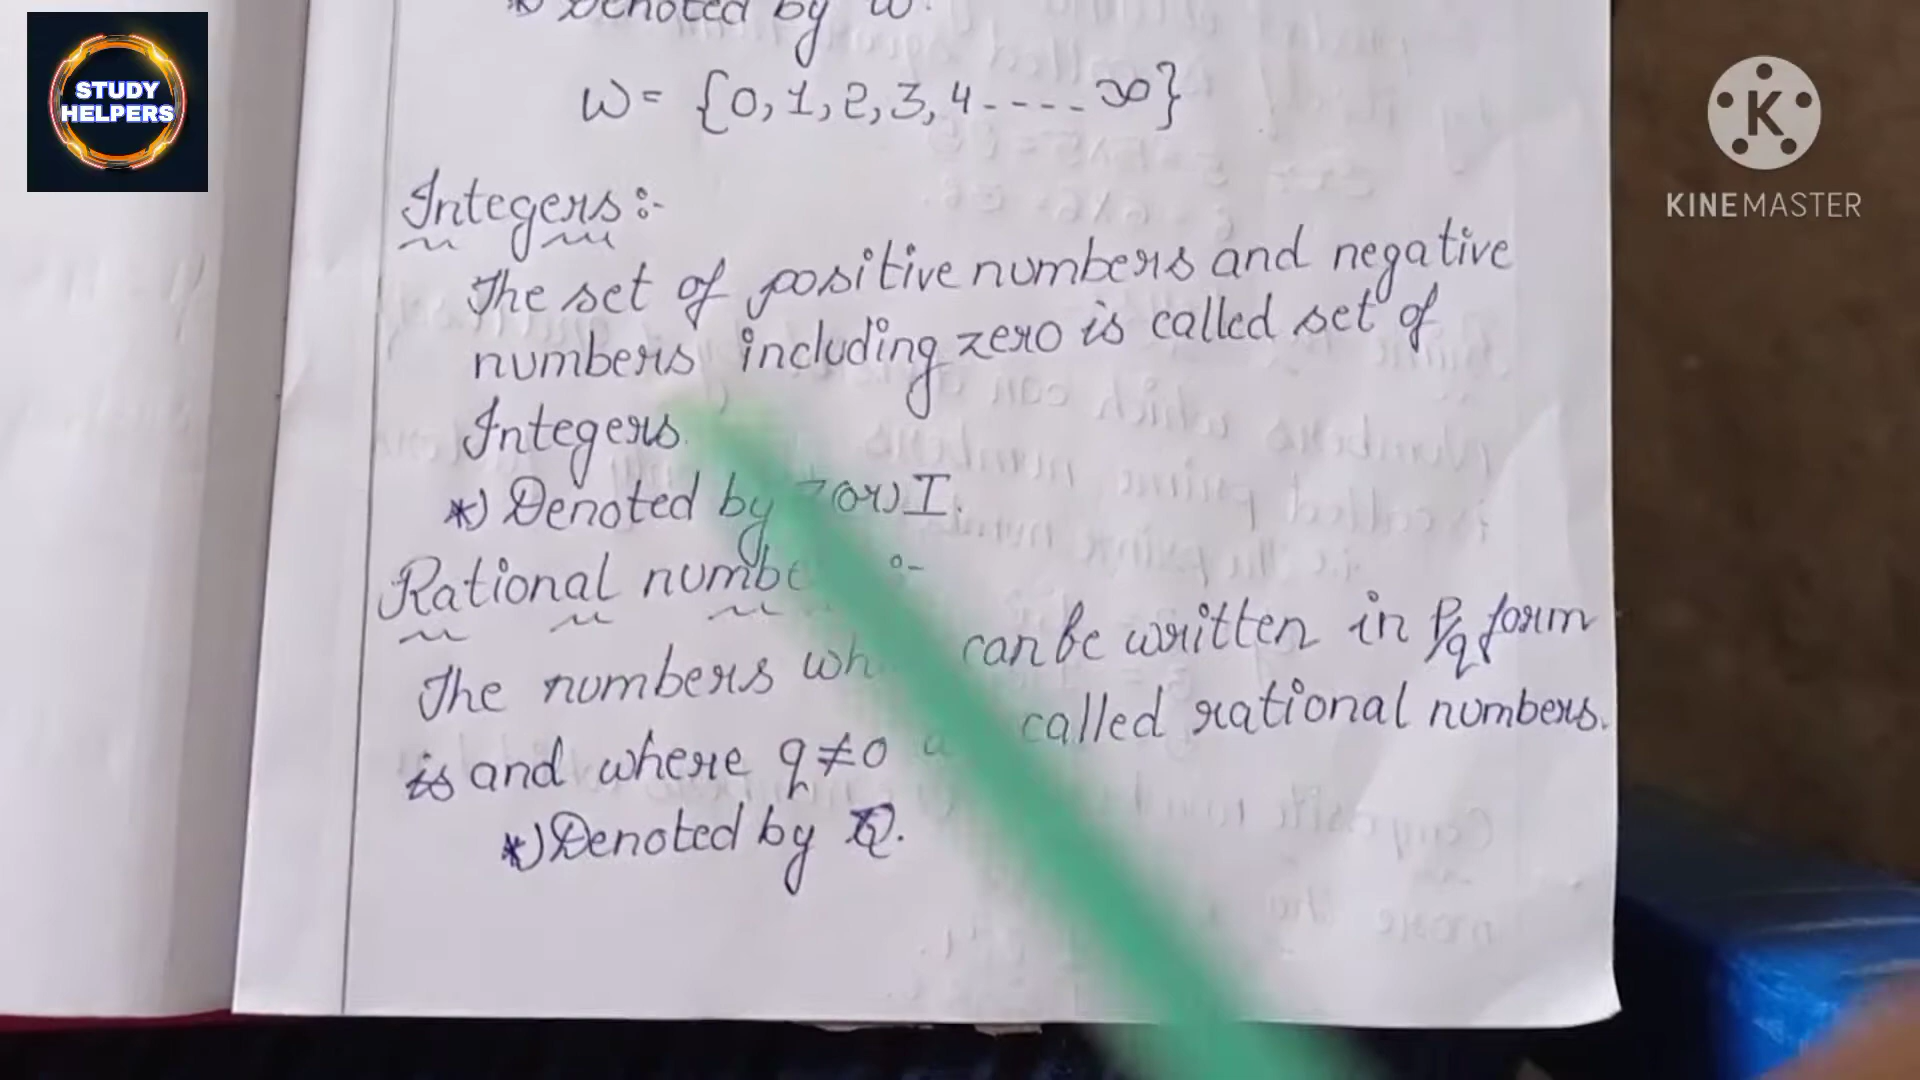 Denoted by W.
W = {0, 1, 2, 3, 4 - - - - ∞}
Integers :-
The set of positive numbers and negative
numbers including zero is called set of
Integers.
*) Denoted by or I.
Rational :-
The numbers can be written in P/q form
is and where q≠0 called rational numbers.
*) Denoted by Q.
STUDY
HELPERS
K
KINEMASTER